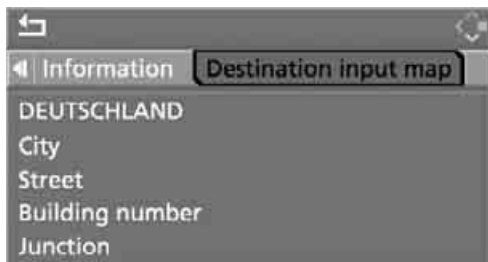 Information Destination input map
DEUTSCHLAND
City
Street
Building number
Junction